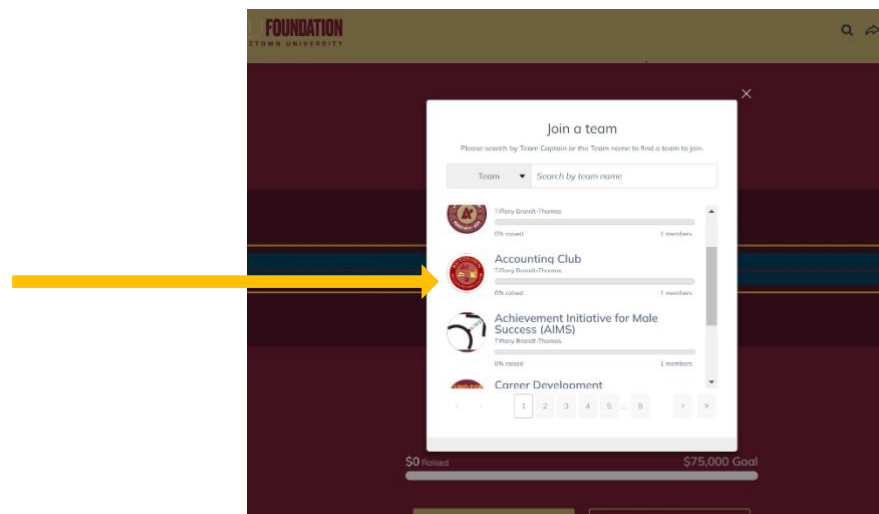 FOUNDATION
ZTOWN UNIVERSITY
Join a team
Please search by Team Captain or the Team name to find a team to join.
Team
Search by team name
Tiffany Brandt-Thomas
0% raised
1 members
Accounting Club
Tiffany Brandt-Thomas
0% raised
1 members
Achievement Initiative for Male
Success (AIMS)
Tiffany Brandt-Thomas
0% raised
1 members
Career Development
« ‹ 1 2 3 4 5 … 8 › »
$0 Raised
$75,000 Goal